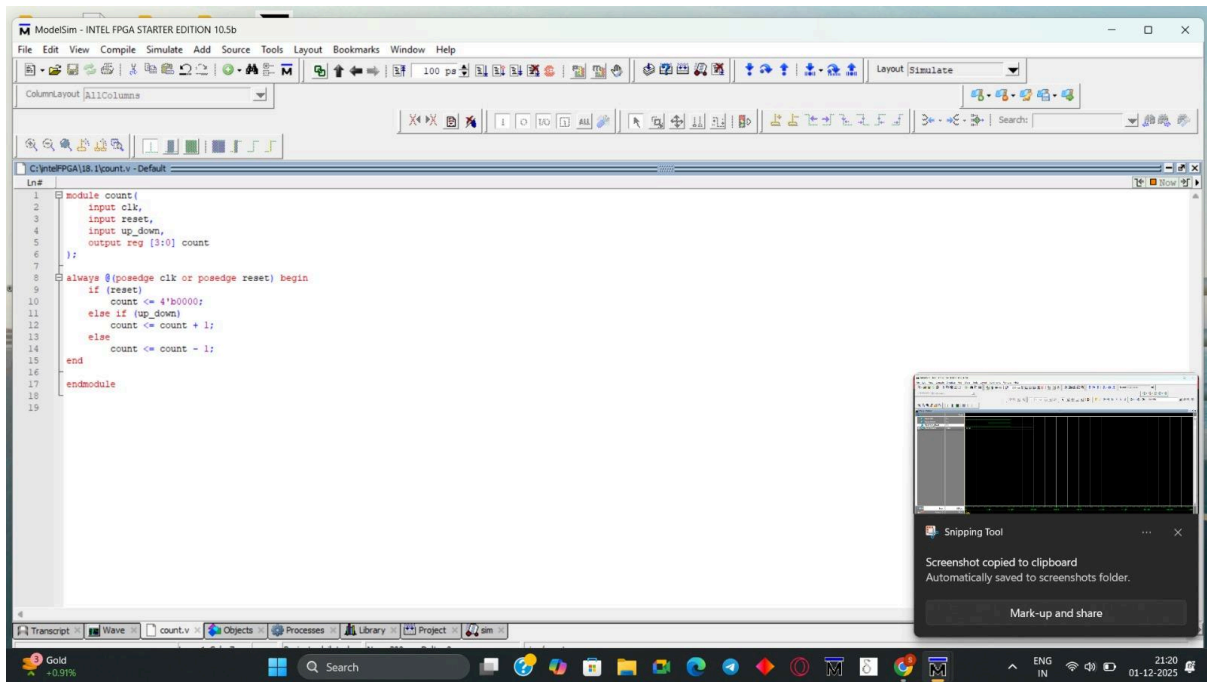 ModelSim - INTEL FPGA STARTER EDITION 10.5b
File Edit View Compile Simulate Add Source Tools Layout Bookmarks Window Help
100 ps
Layout Simulate
ColumnLayout AllColumns
Search:
C:\intelFPGA\18.1\count.v - Default
Ln#
Now
1 module count(
2 input clk,
3 input reset,
4 input up_down,
5 output reg [3:0] count
6 );
7
8 always @(posedge clk or posedge reset) begin
9 if (reset)
10 count <= 4'b0000;
11 else if (up_down)
12 count <= count + 1;
13 else
14 count <= count - 1;
15 end
16
17 endmodule
18
19
Snipping Tool
Screenshot copied to clipboard
Automatically saved to screenshots folder.
Mark-up and share
Transcript Wave count.v Objects Processes Library Project sim
3 Gold
+0.91%
Search
ENG
IN
21:20
01-12-2025